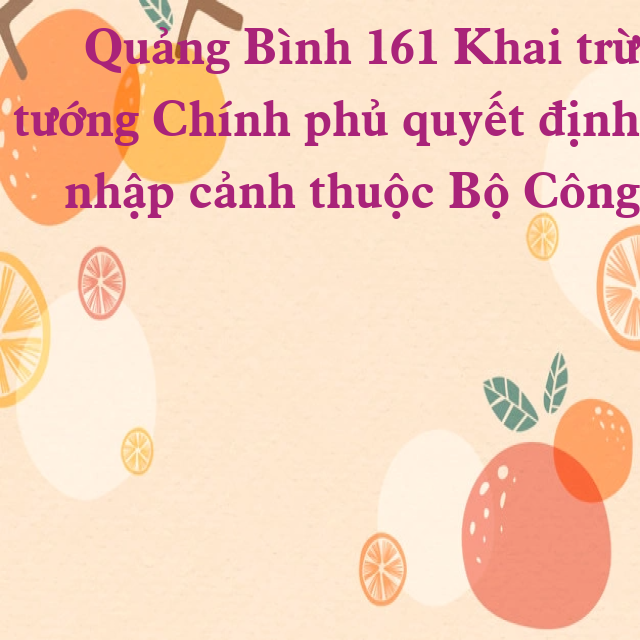 Quảng Bình 161 Khai trừ
tướng Chính phủ quyết định
nhập cảnh thuộc Bộ Công